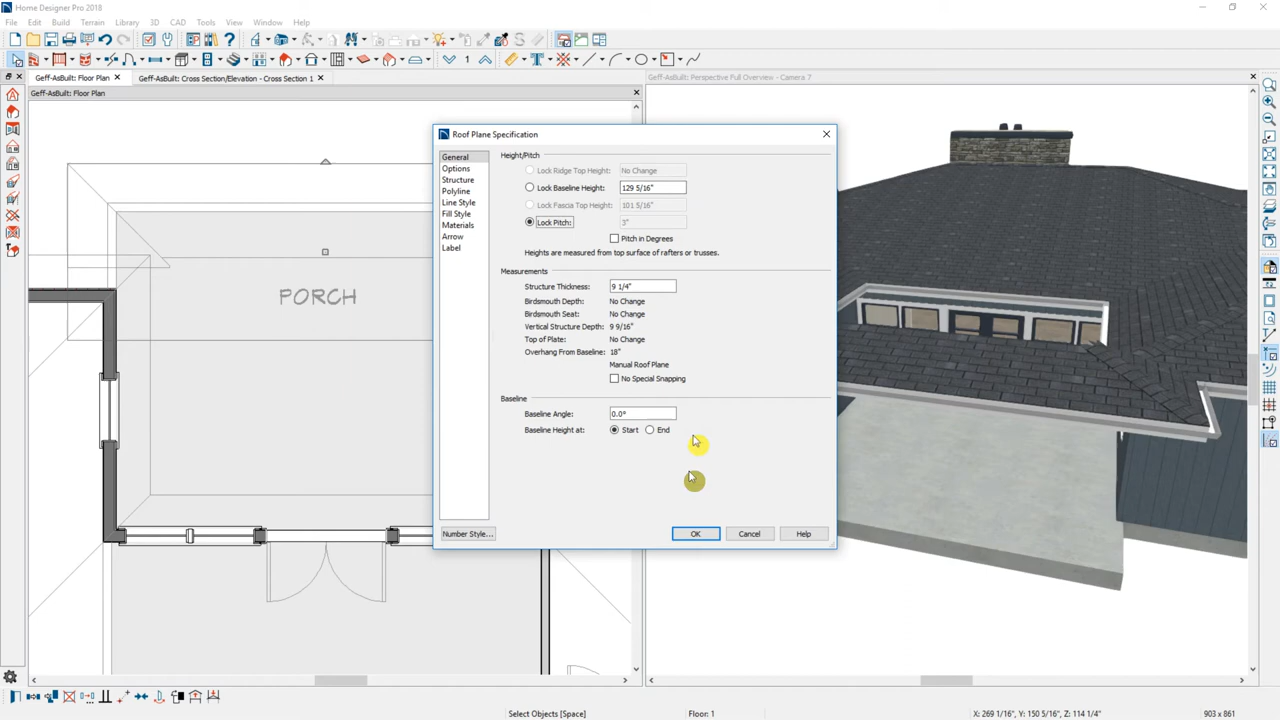 Home Designer Pro 2018
File Edit Build Terrain Library 3D CAD Tools View Window Help
1
Geff-AsBuilt: Floor Plan
Geff-AsBuilt: Cross Section/Elevation - Cross Section 1
Geff-AsBuilt: Perspective Full Overview - Camera 7
Geff-AsBuilt: Floor Plan
PORCH
Roof Plane Specification
General
Options
Structure
Polyline
Line Style
Fill Style
Materials
Arrow
Label
Height/Pitch
Lock Ridge Top Height: No Change
Lock Baseline Height: 129 5/16"
Lock Fascia Top Height: 101 5/16"
Lock Pitch: 3"
Pitch in Degrees
Heights are measured from top surface of rafters or trusses.
Measurements
Structure Thickness: 9 1/4"
Birdsmouth Depth: No Change
Birdsmouth Seat: No Change
Vertical Structure Depth: 9 9/16"
Top of Plate: No Change
Overhang From Baseline: 18"
Manual Roof Plane
No Special Snapping
Baseline
Baseline Angle: 0.0°
Baseline Height at: Start End
Number Style... OK Cancel Help
Select Objects [Space] Floor: 1 X: 269 1/16", Y: 150 5/16", Z: 114 1/4" 903 x 861